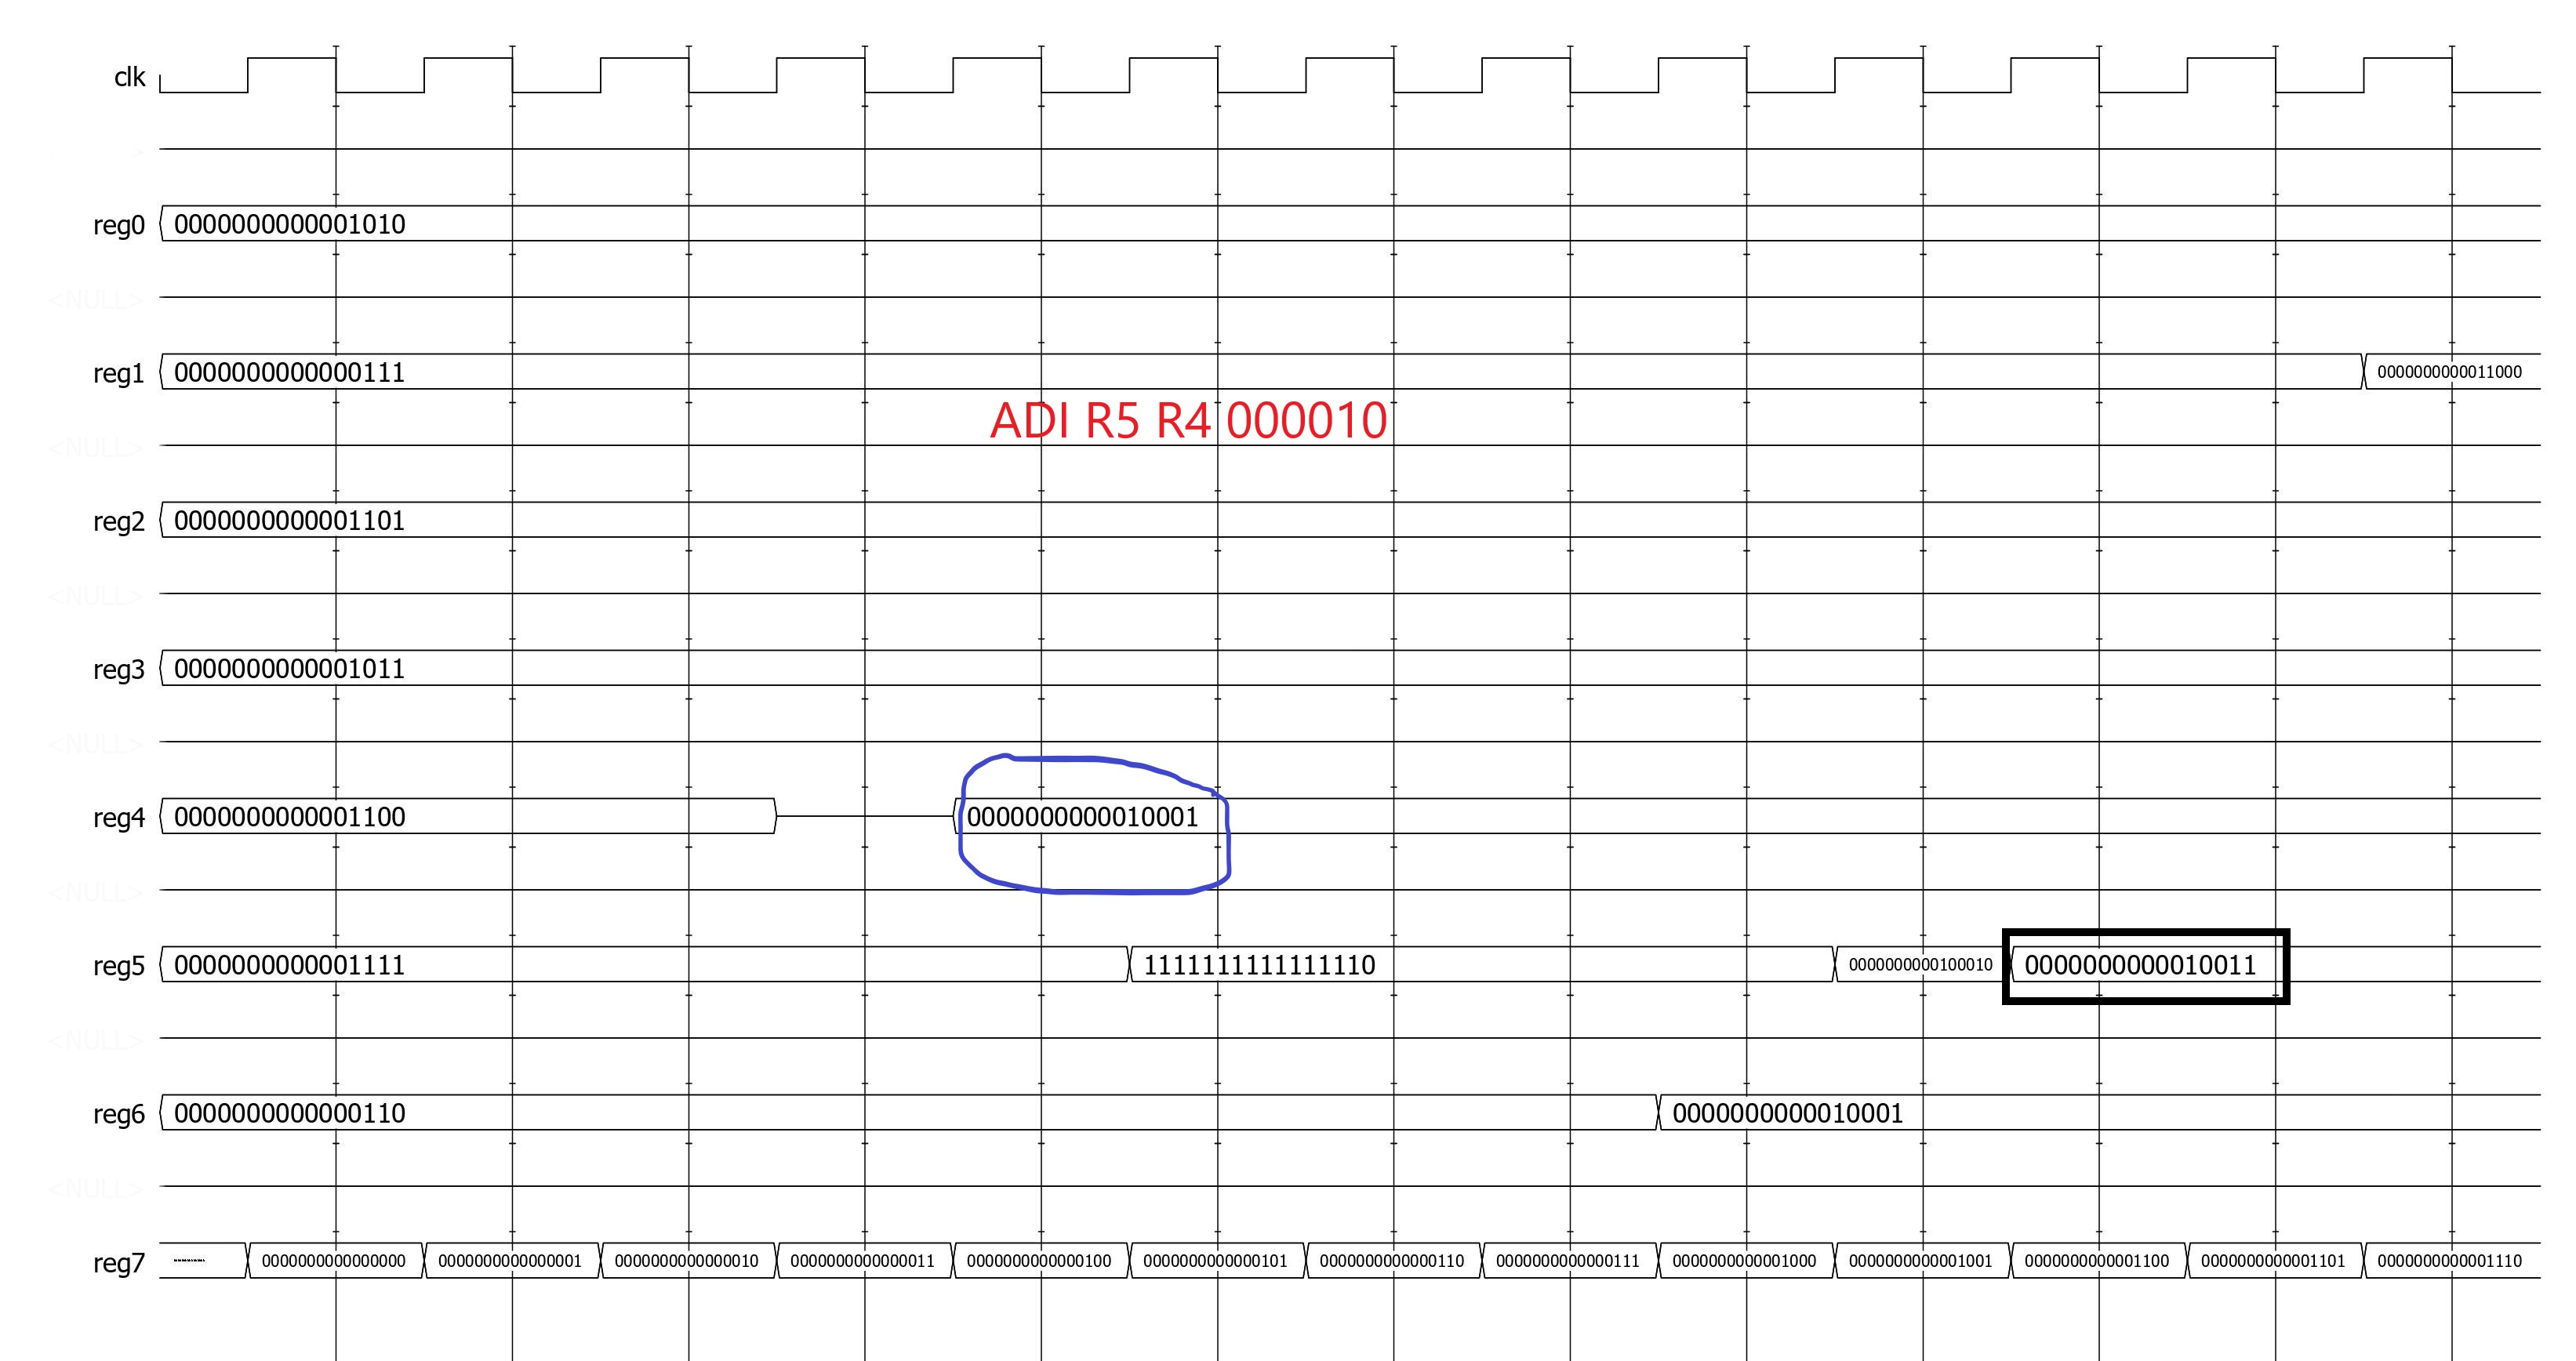 clk
>
reg0 0000000000001010
<NULL>
reg1 0000000000000111 0000000000011000
ADI R5 R4 000010
<NULL>
reg2 0000000000001101
<NULL>
reg3 0000000000001011
<NULL>
reg4 0000000000001100 0000000000010001
<NULL>
reg5 0000000000001111 1111111111111110 0000000000100010 0000000000010011
<NULL>
reg6 0000000000000110 0000000000010001
<NULL>
reg7 0000000000000000 0000000000000001 0000000000000010 0000000000000011 0000000000000100 0000000000000101 0000000000000110 0000000000000111 0000000000001000 0000000000001001 0000000000001100 0000000000001101 0000000000001110